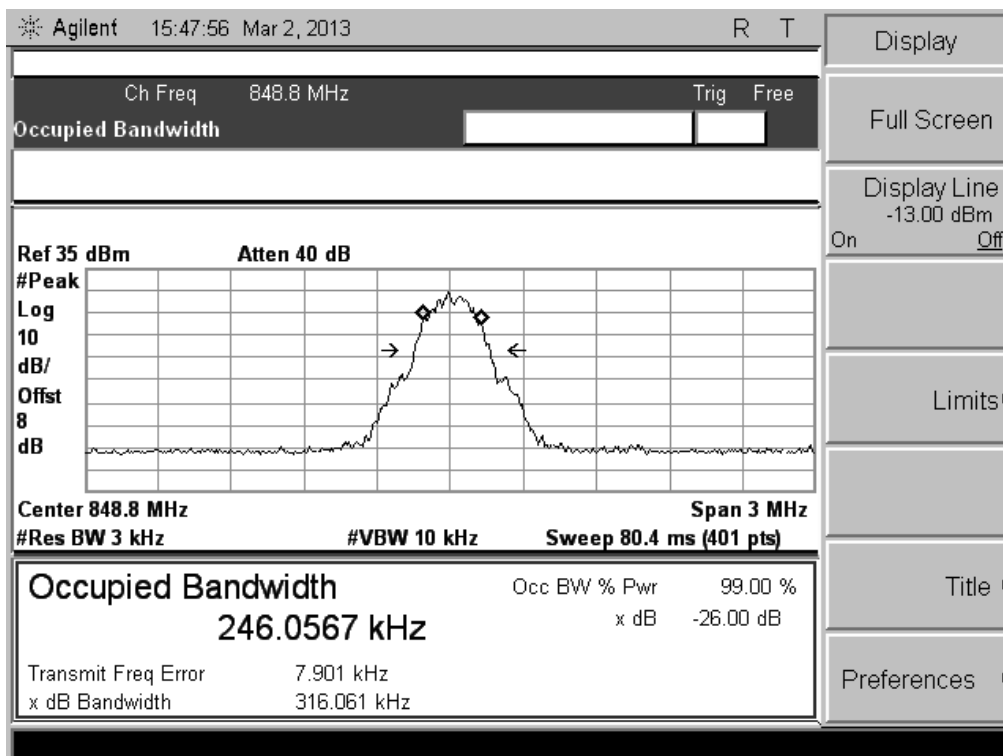 Agilent 15:47:56 Mar 2, 2013 R T
Ch Freq 848.8 MHz Trig Free
Occupied Bandwidth
Ref 35 dBm Atten 40 dB
#Peak
Log
10
dB/
Offst
8
dB
Center 848.8 MHz Span 3 MHz
#Res BW 3 kHz #VBW 10 kHz Sweep 80.4 ms (401 pts)
Occupied Bandwidth Occ BW % Pwr 99.00 %
246.0567 kHz x dB -26.00 dB
Transmit Freq Error 7.901 kHz
x dB Bandwidth 316.061 kHz
Display
Full Screen
Display Line
-13.00 dBm
On Off
Limits
Title
Preferences